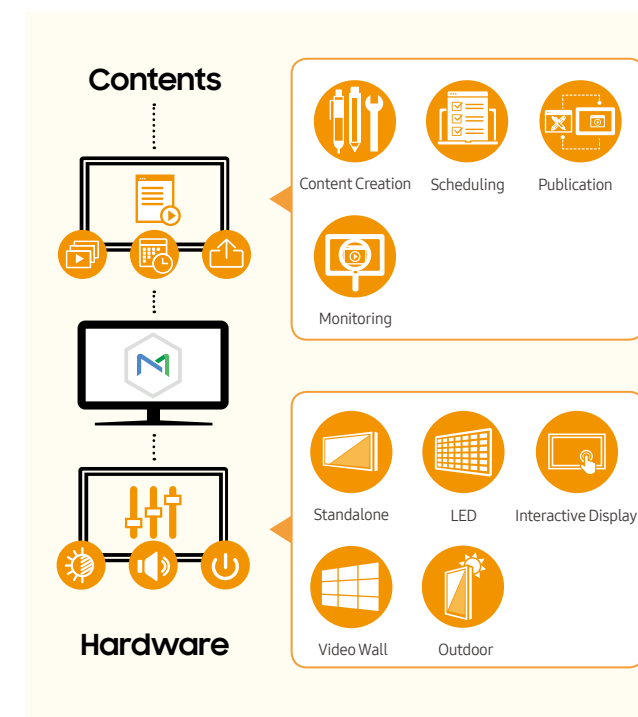 Contents
Content Creation
Scheduling
Publication
Monitoring
Standalone
LED
Interactive Display
Video Wall
Outdoor
Hardware